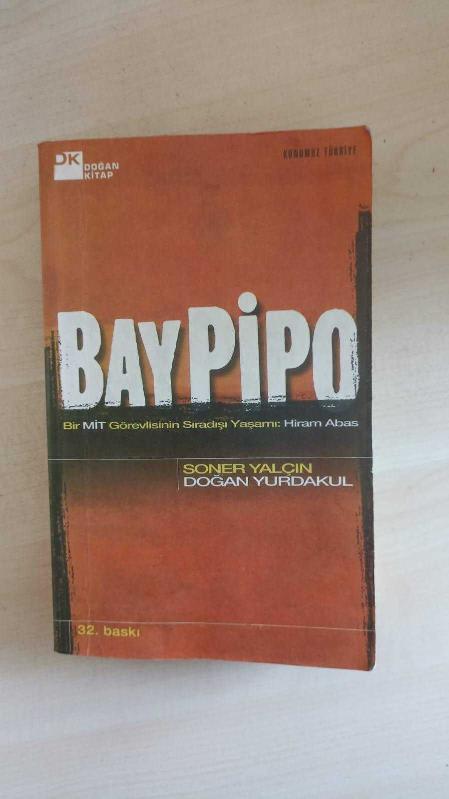 DK
DOĞAN
KİTAP
KONUMUZ TÜRKİYE
BAY PİPO
Bir MİT Görevlisinin Sıradışı Yaşamı: Hiram Abas
SONER YALÇIN
DOĞAN YURDAKUL
32. baskı